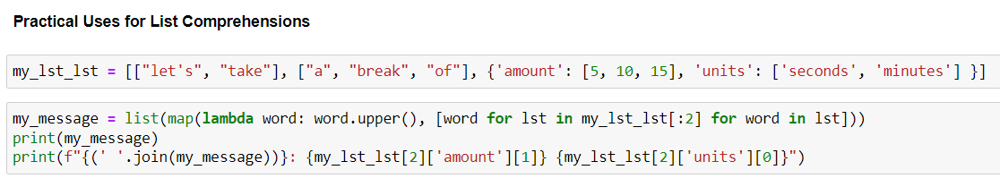 Practical Uses for List Comprehensions
my_lst_lst = [["let's", "take"], ["a", "break", "of"], {'amount': [5, 10, 15], 'units': ['seconds', 'minutes'] }]
my_message = list(map(lambda word: word.upper(), [word for lst in my_lst_lst[:2] for word in lst]))
print(my_message)
print(f"{(' '.join(my_message))}: {my_lst_lst[2]['amount'][1]} {my_lst_lst[2]['units'][0]}")